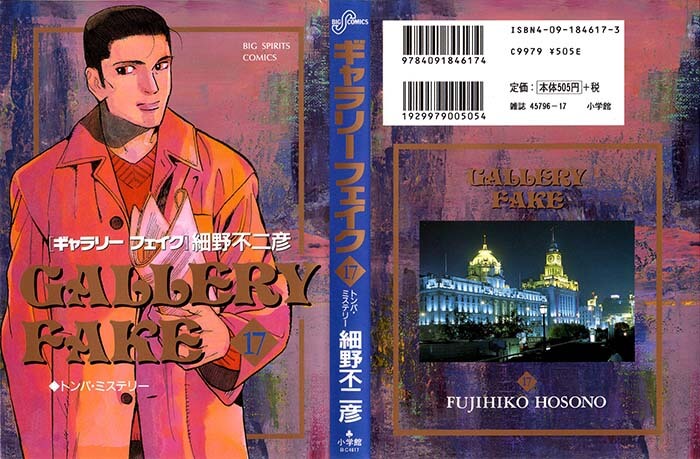 BIG SPIRITS
COMICS
[ギャラリー フェイク]細野不二彦
GALLERY
FAKE 17
◆トンパ・ミステリー
BIG COMICS
ギャラリーフェイク
17
トンパ・
ミステリー
細野不二彦
小学館
ISBN4-09-184617-3
C9979 ¥505E
9784091846174
定価：本体505円+税
雑誌 45796-17 小学館
1929979005054
GALLERY
FAKE
17
FUJIHIKO HOSONO